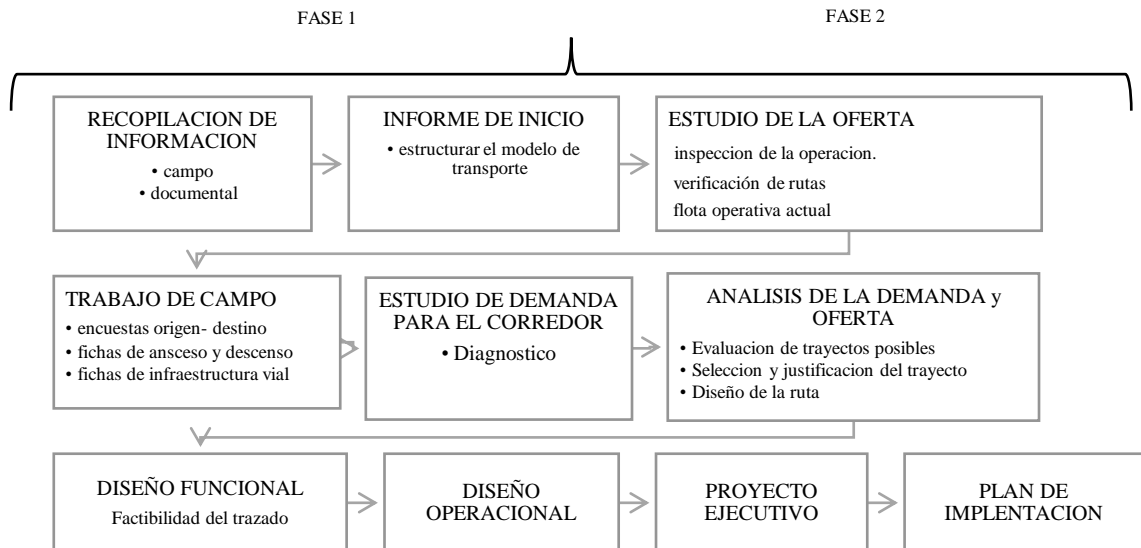 FASE 1
FASE 2
RECOPILACION DE
INFORMACION
• campo
• documental
INFORME DE INICIO
• estructurar el modelo de
transporte
ESTUDIO DE LA OFERTA
inspeccion de la operacion.
verificación de rutas
flota operativa actual
TRABAJO DE CAMPO
• encuestas origen- destino
• fichas de ansceso y descenso
• fichas de infraestructura vial
ESTUDIO DE DEMANDA
PARA EL CORREDOR
• Diagnostico
ANALISIS DE LA DEMANDA y
OFERTA
• Evaluacion de trayectos posibles
• Seleccion y justificacion del trayecto
• Diseño de la ruta
DISEÑO FUNCIONAL
Factibilidad del trazado
DISEÑO
OPERACIONAL
PROYECTO
EJECUTIVO
PLAN DE
IMPLENTACION